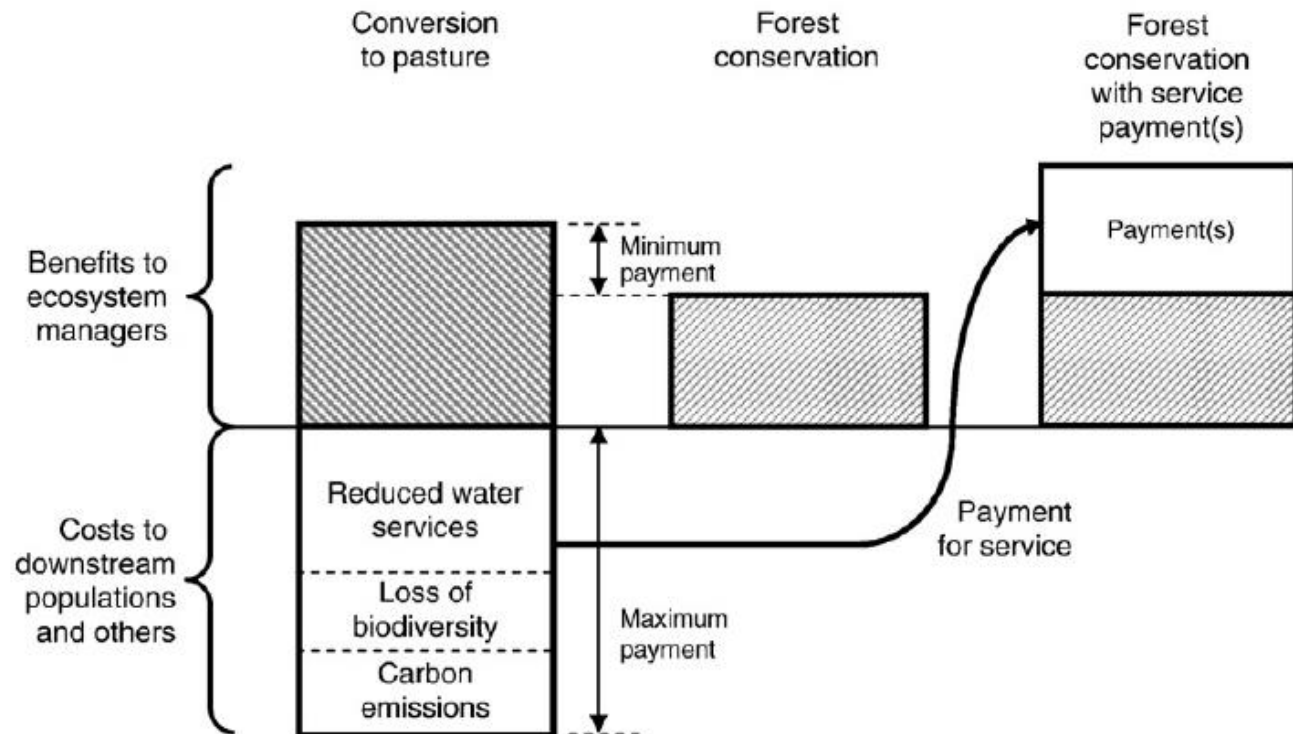 Conversion
to pasture
Forest
conservation
Forest
conservation
with service
payment(s)
Benefits to
ecosystem
managers
Minimum
payment
Payment(s)
Costs to
downstream
populations
and others
Reduced water
services
Loss of
biodiversity
Carbon
emissions
Maximum
payment
Payment
for service